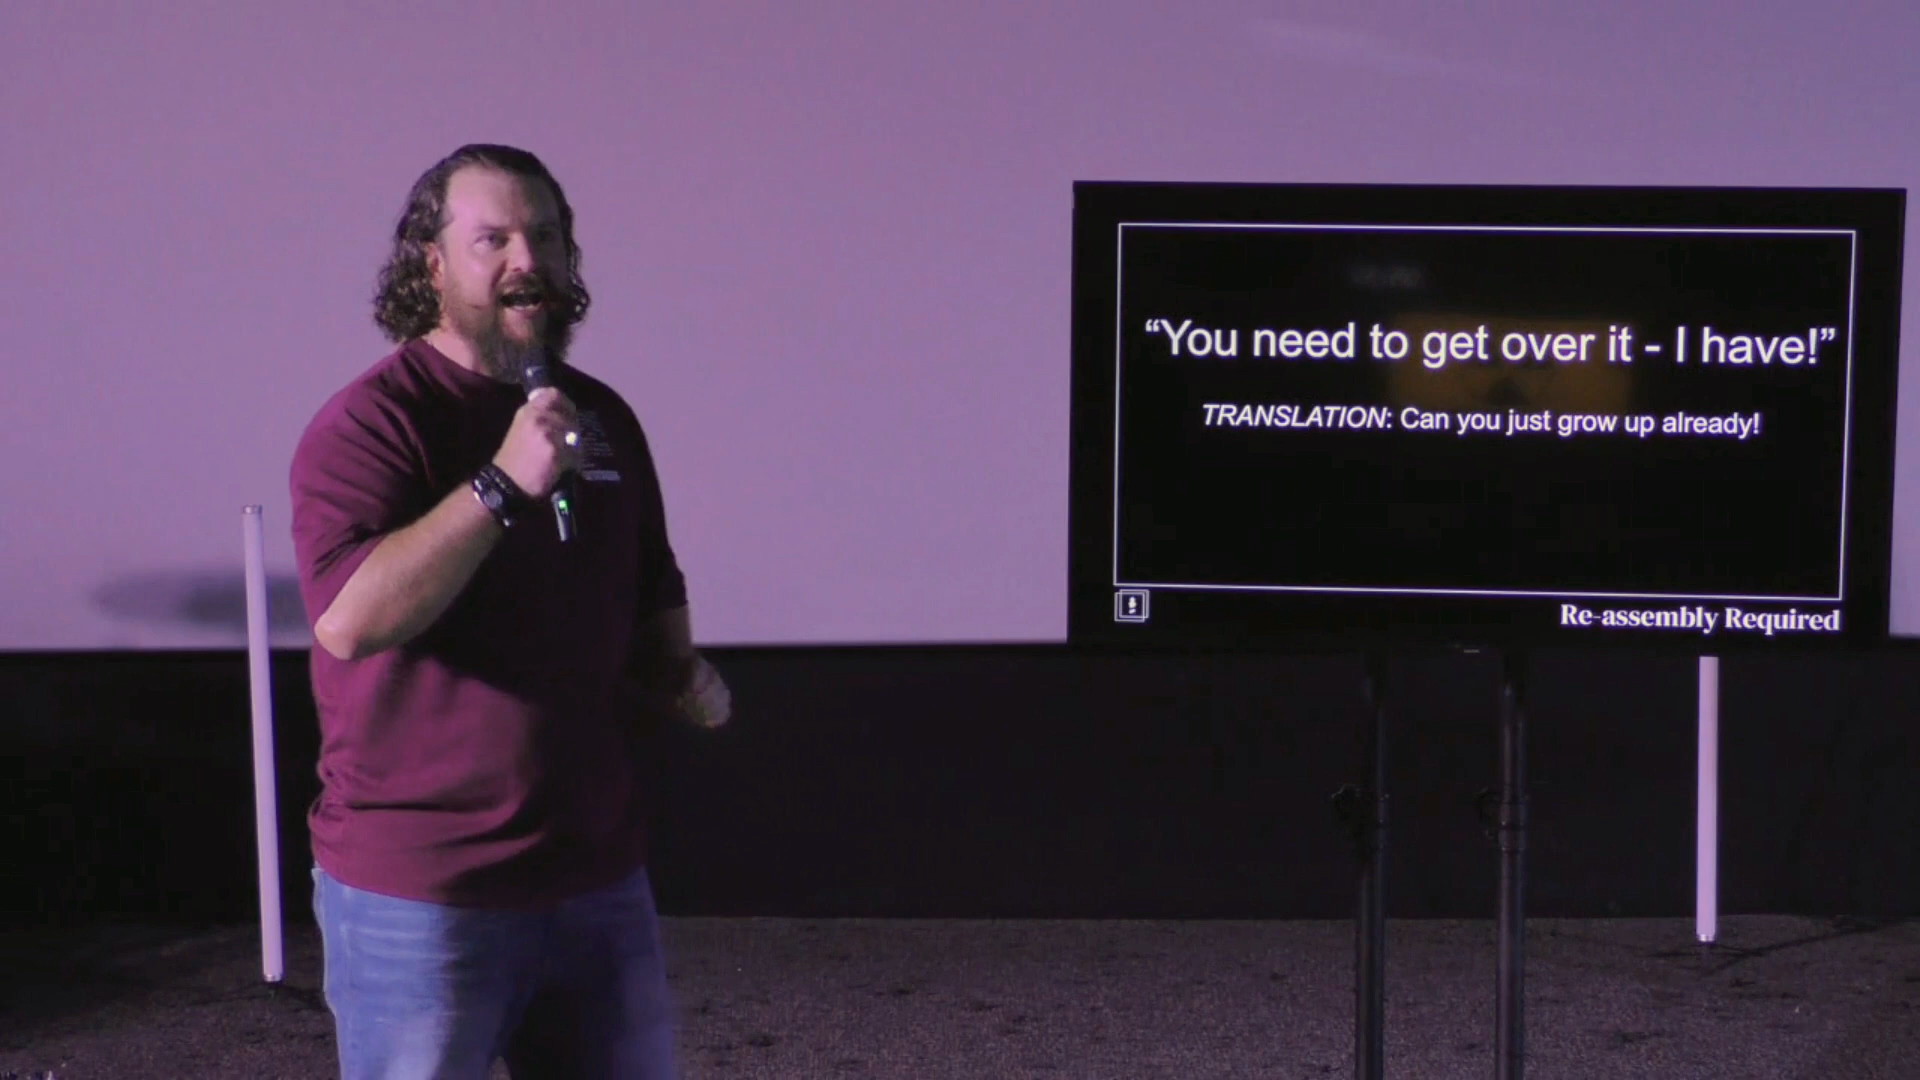 “You need to get over it - I have!”
TRANSLATION: Can you just grow up already!
Re-assembly Required